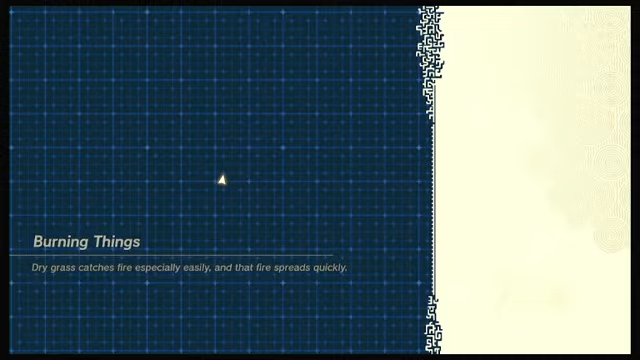 Burning Things
Dry grass catches fire especially easily, and that fire spreads quickly.